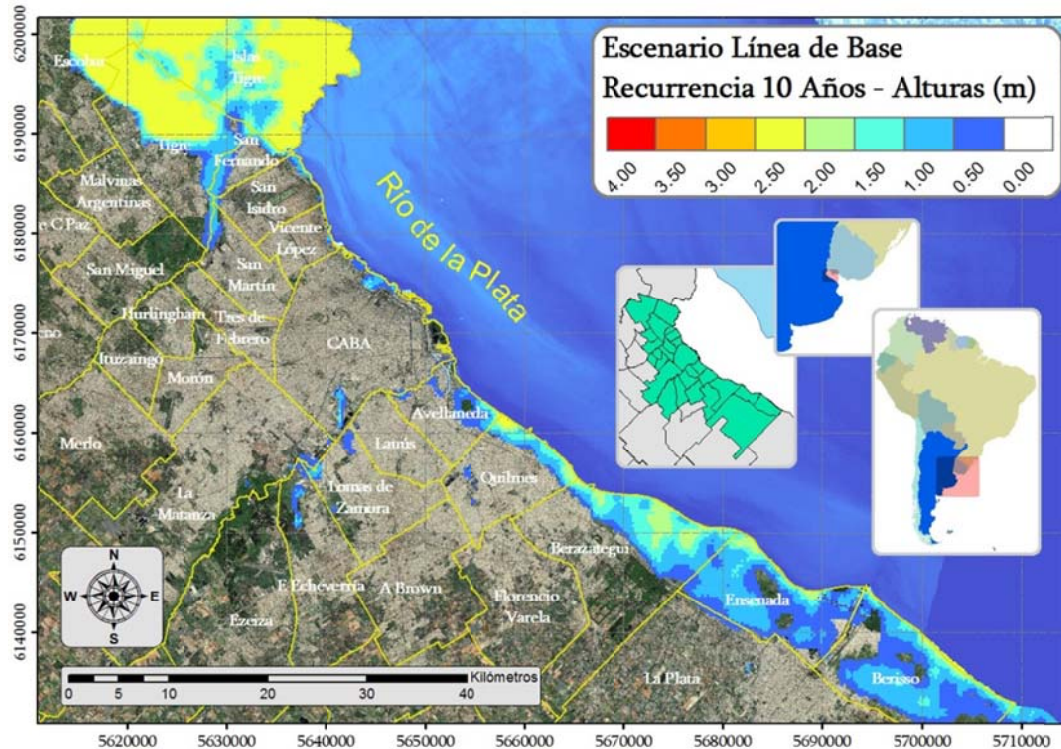 Escenario Línea de Base
Recurrencia 10 Años - Alturas (m)
4.00
3.50
3.00
2.50
2.00
1.50
1.00
0.50
0.00
6200000
6190000
6180000
6170000
6160000
6150000
6140000
Escobar
Islas
Tigre
Tigre
San
Fernando
Malvinas
Argentinas
San
Isidro
C Paz
Vicente
López
San Miguel
San
Martín
Hurlingham
Tres de
Febrero
Ituzaingo
Morón
CABA
Río de la Plata
Merlo
Avellaneda
Lanús
Quilmes
La
Matanza
Lomas de
Zamora
Berazategui
E Echeverría
A Brown
Ezeiza
Florencio
Varela
Ensenada
La Plata
Berisso
N
W
E
S
Kilómetros
0
5
10
20
30
40
5620000
5630000
5640000
5650000
5660000
5670000
5680000
5690000
5710000